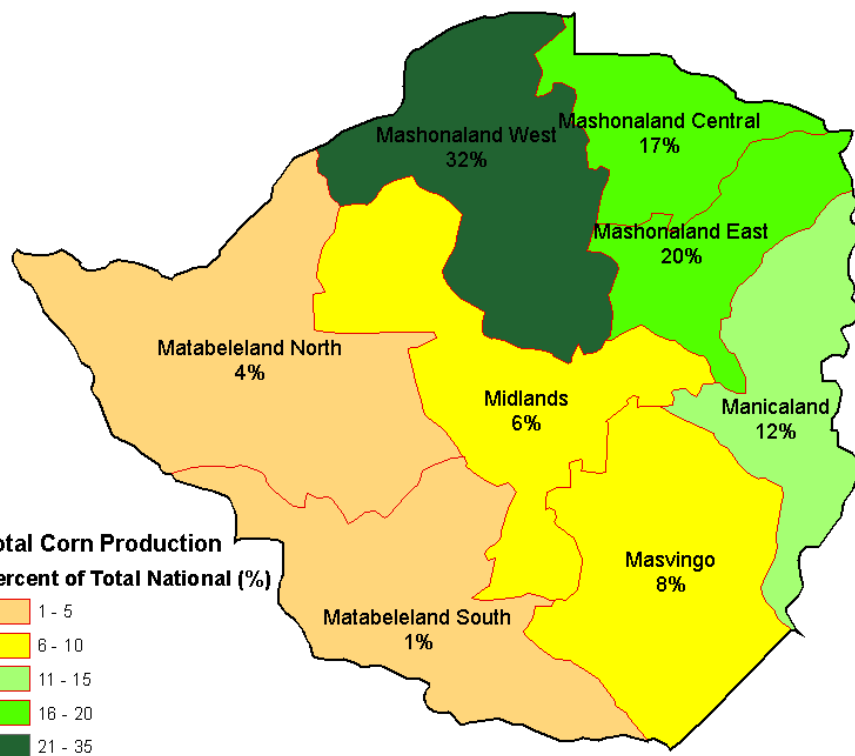 Mashonaland West
32%
Mashonaland Central
17%
Mashonaland East
20%
Matabeleland North
4%
Midlands
6%
Manicaland
12%
Masvingo
8%
Matabeleland South
1%
otal Corn Production
ercent of Total National (%)
1 - 5
6 - 10
11 - 15
16 - 20
21 - 35